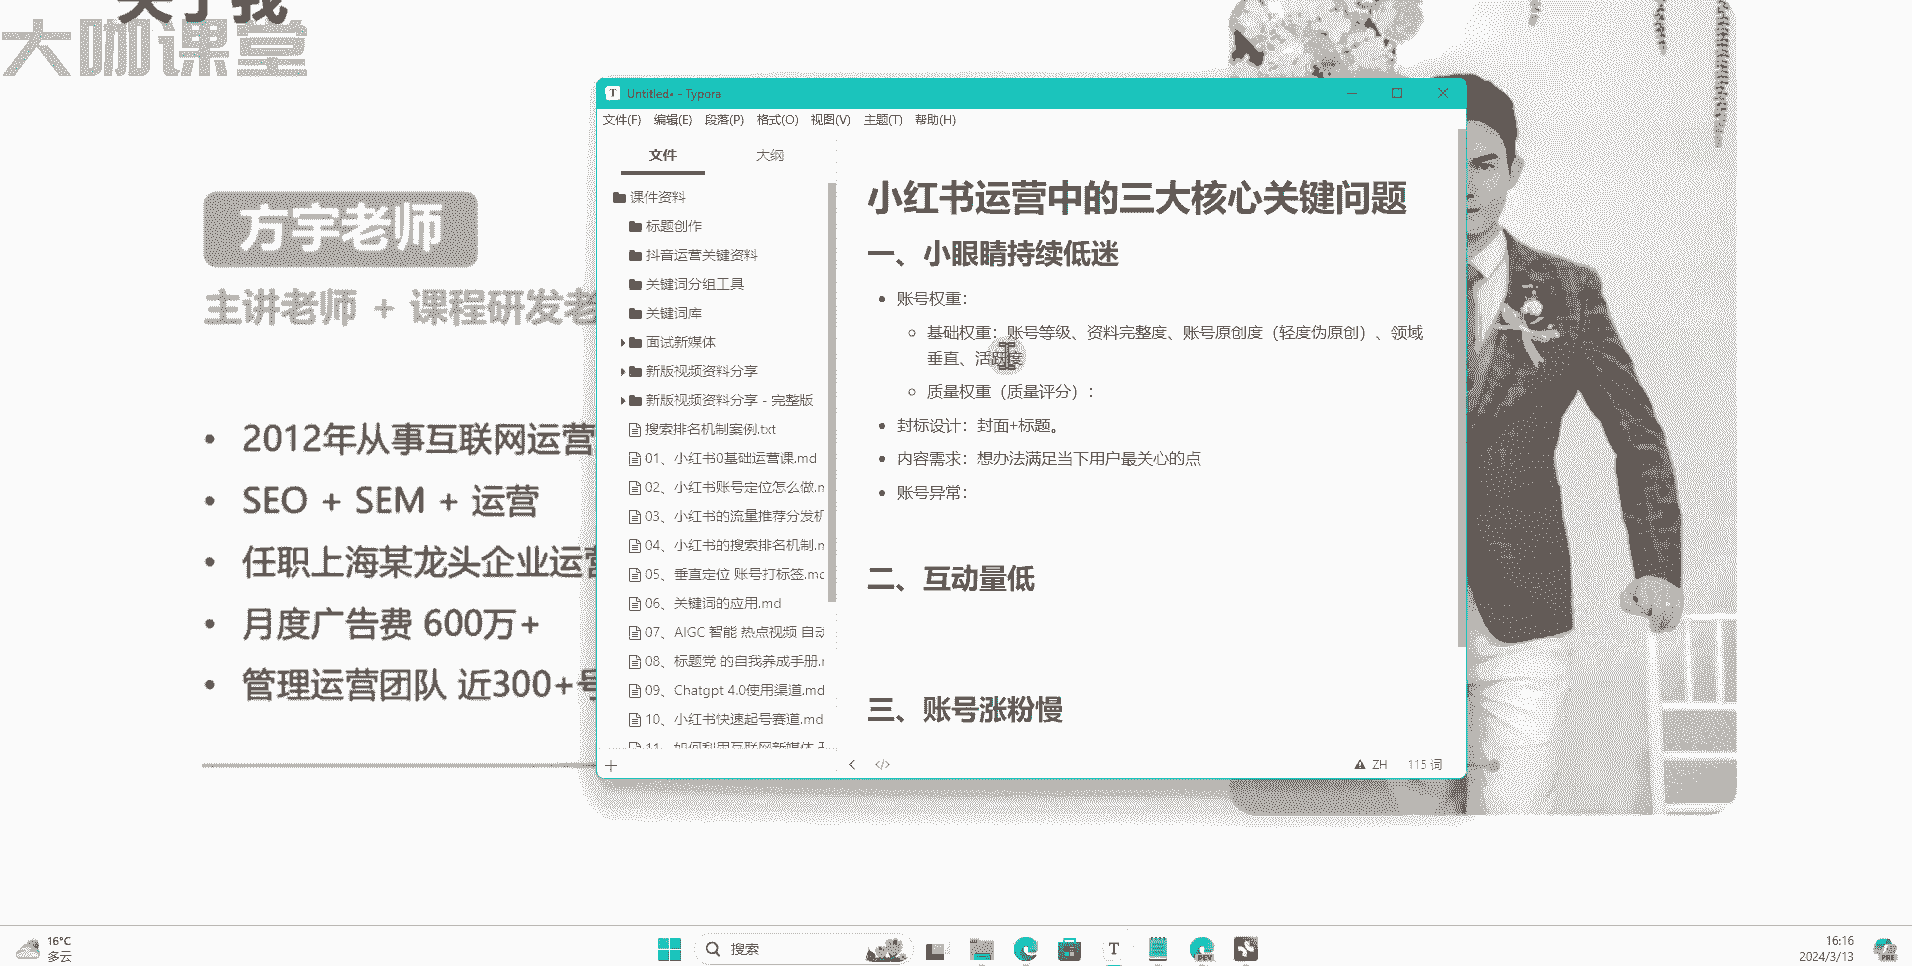 关于我
大咖课堂
方宇老师
主讲老师 + 课程研发老
2012年从事互联网运营
SEO + SEM + 运营
任职上海某龙头企业运营
月度广告费 600万+
管理运营团队 近300+号
Untitled• - Typora
文件(F) 编辑(E) 段落(P) 格式(O) 视图(V) 主题(T) 帮助(H)
文件 大纲
课件资料
标题创作
抖音运营关键资料
关键词分组工具
关键词库
面试新媒体
新版视频资料分享
新版视频资料分享 - 完整版
搜索排名机制案例.txt
01、小红书0基础运营课.md
02、小红书账号定位怎么做.m
03、小红书的流量推荐分发机
04、小红书的搜索排名机制.m
05、垂直定位 账号打标签.md
06、关键词的应用.md
07、AIGC 智能 热点视频 自动
08、标题党 的自我养成手册.m
09、Chatgpt 4.0使用渠道.md
10、小红书快速起号赛道.md
11、如何利用互联网新媒体
小红书运营中的三大核心关键问题
一、小眼睛持续低迷
账号权重：
基础权重：账号等级、资料完整度、账号原创度（轻度伪原创）、领域
垂直、活跃度
质量权重（质量评分）：
封标设计：封面+标题。
内容需求：想办法满足当下用户最关心的点
账号异常：
二、互动量低
三、账号涨粉慢
ZH 115 词
16°C
多云
搜索
T
DEV
16:16
2024/3/13
PRE